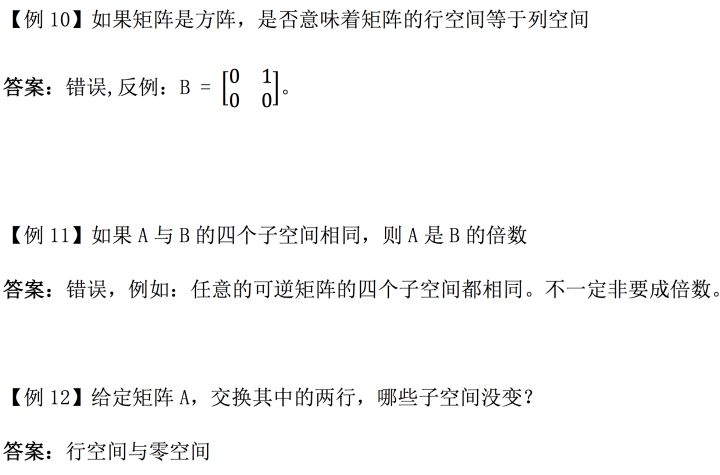 【例 10】如果矩阵是方阵，是否意味着矩阵的行空间等于列空间
答案：错误,反例：B = [0 1
0 0]。
【例 11】如果 A 与 B 的四个子空间相同，则 A 是 B 的倍数
答案：错误，例如：任意的可逆矩阵的四个子空间都相同。不一定非要成倍数。
【例 12】给定矩阵 A，交换其中的两行，哪些子空间没变？
答案：行空间与零空间